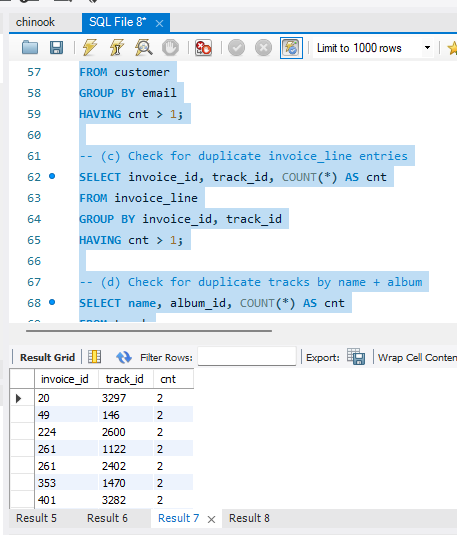 chinook
SQL File 8*
Limit to 1000 rows
57 FROM customer
58 GROUP BY email
59 HAVING cnt > 1;
60
61 -- (c) Check for duplicate invoice_line entries
62 SELECT invoice_id, track_id, COUNT(*) AS cnt
63 FROM invoice_line
64 GROUP BY invoice_id, track_id
65 HAVING cnt > 1;
66
67 -- (d) Check for duplicate tracks by name + album
68 SELECT name, album_id, COUNT(*) AS cnt
Result Grid Filter Rows: Export: Wrap Cell Conten
invoice_id track_id cnt
20 3297 2
49 146 2
224 2600 2
261 1122 2
261 2402 2
353 1470 2
401 3282 2
Result 5 Result 6 Result 7 Result 8